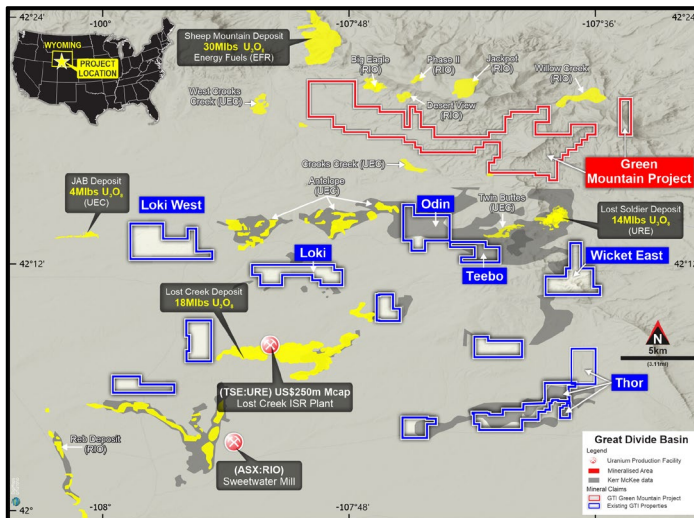 42°24'
-100°
-107°48'
-107°36'
WYOMING
PROJECT
LOCATION
Sheep Mountain Deposit
30Mlbs U₃O₈
Energy Fuels (EFR)
Big Eagle
(RIO)
Phase II
(RIO)
Jackpot
(RIO)
Willow Creek
(RIO)
Desert View
(RIO)
West Crooks
Creek (UEC)
Crooks Creek (UEC)
Green
Mountain Project
JAB Deposit
4Mlbs U₃O₈
(UEC)
Loki West
Antelope
(UEC)
Odin
Twin Buttes
(UEC)
Lost Soldier Deposit
14Mlbs U₃O₈
(URE)
42°12'
42°12'
Loki
Teebo
Wicket East
Lost Creek Deposit
18Mlbs U₃O₈
N
5km
(3.11mi)
(TSE:URE) US$250m Mcap
Lost Creek ISR Plant
Thor
Reb Deposit
(RIO)
(ASX:RIO)
Sweetwater Mill
Great Divide Basin
Legend
Uranium Production Facility
Mineralised Area
Kerr McKee data
Mineral Claims
GTI Green Mountain Project
Existing GTI Properties
42°
-108°
-107°48'
-107°36'